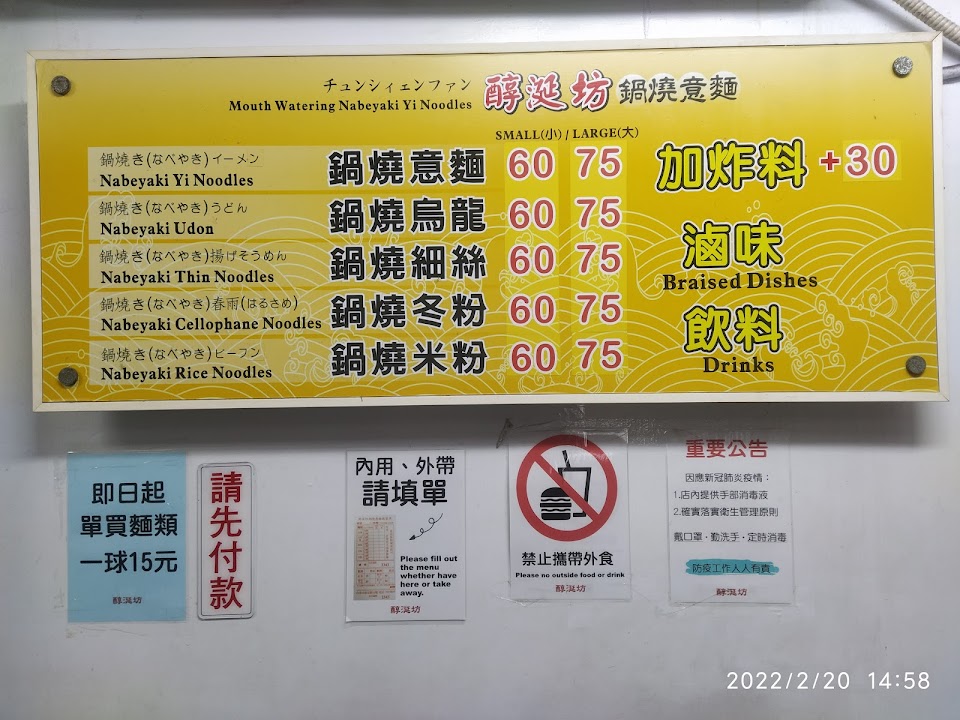 チュンシィェンファン
Mouth Watering Nabeyaki Yi Noodles
醇涎坊 鍋燒意麵
SMALL(小) / LARGE(大)
鍋燒き(なべやき)イーメン
Nabeyaki Yi Noodles
鍋燒意麵 60 75
鍋燒き(なべやき)うどん
Nabeyaki Udon
鍋燒烏龍 60 75
鍋燒き(なべやき)揚げそうめん
Nabeyaki Thin Noodles
鍋燒細絲 60 75
鍋燒き(なべやき)春雨(はるさめ)
Nabeyaki Cellophane Noodles
鍋燒冬粉 60 75
鍋燒き(なべやき)ビーフン
Nabeyaki Rice Noodles
鍋燒米粉 60 75
加炸料 +30
滷味
Braised Dishes
飲料
Drinks
即日起
單買麵類
一球15元
醇涎坊
請先付款
內用、外帶
請填單
Please fill out
the menu
whether have
here or take
away.
醇涎坊
禁止攜帶外食
Please no outside food or drink
醇涎坊
重要公告
因應新冠肺炎疫情：
1.店內提供手部消毒液
2.確實落實衛生管理原則
戴口罩·勤洗手·定時消毒
防疫工作人人有責
醇涎坊
2022/2/20 14:58